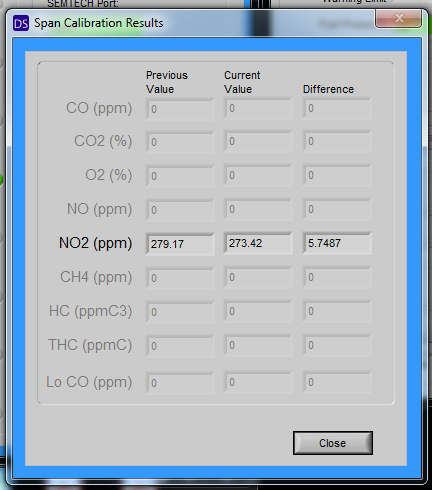 SEMTECH Port:
Warning Limit
DS Span Calibration Results
Previous Value
Current Value
Difference
CO (ppm) 0 0 0
CO2 (%) 0 0 0
O2 (%) 0 0 0
NO (ppm) 0 0 0
NO2 (ppm) 279.17 273.42 5.7487
CH4 (ppm) 0 0 0
HC (ppmC3) 0 0 0
THC (ppmC) 0 0 0
Lo CO (ppm) 0 0 0
Close